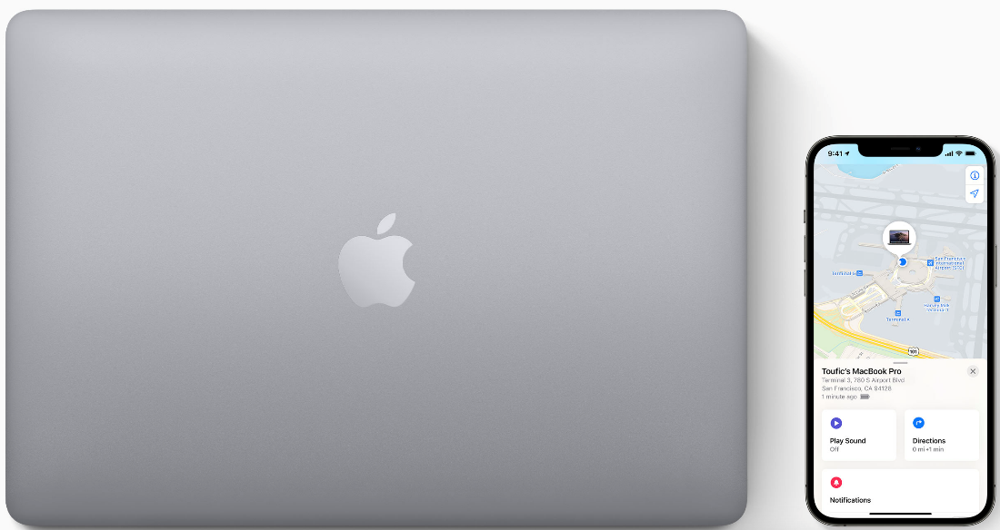 9:41
San Francisco
International
Airport (SFO)
Terminal G
Harvey Milk
Terminal 1
Terminal A
101
Toufic's MacBook Pro
Terminal 3, 780 S Airport Blvd
San Francisco, CA 94128
1 minute ago
Play Sound
Off
Directions
0 mi • 1 min
Notifications